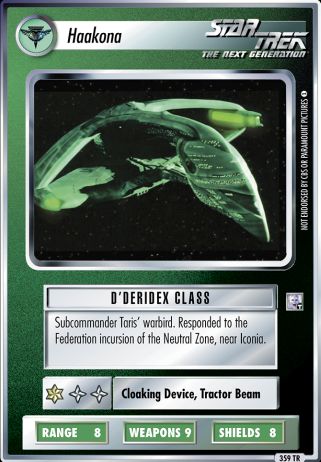 Haakona
STAR TREK
THE NEXT GENERATION
NOT ENDORSED BY CBS OR PARAMOUNT PICTURES
D'DERIDEX CLASS
Subcommander Taris' warbird. Responded to the
Federation incursion of the Neutral Zone, near Iconia.
Cloaking Device, Tractor Beam
RANGE 8 WEAPONS 9 SHIELDS 8
359 TR